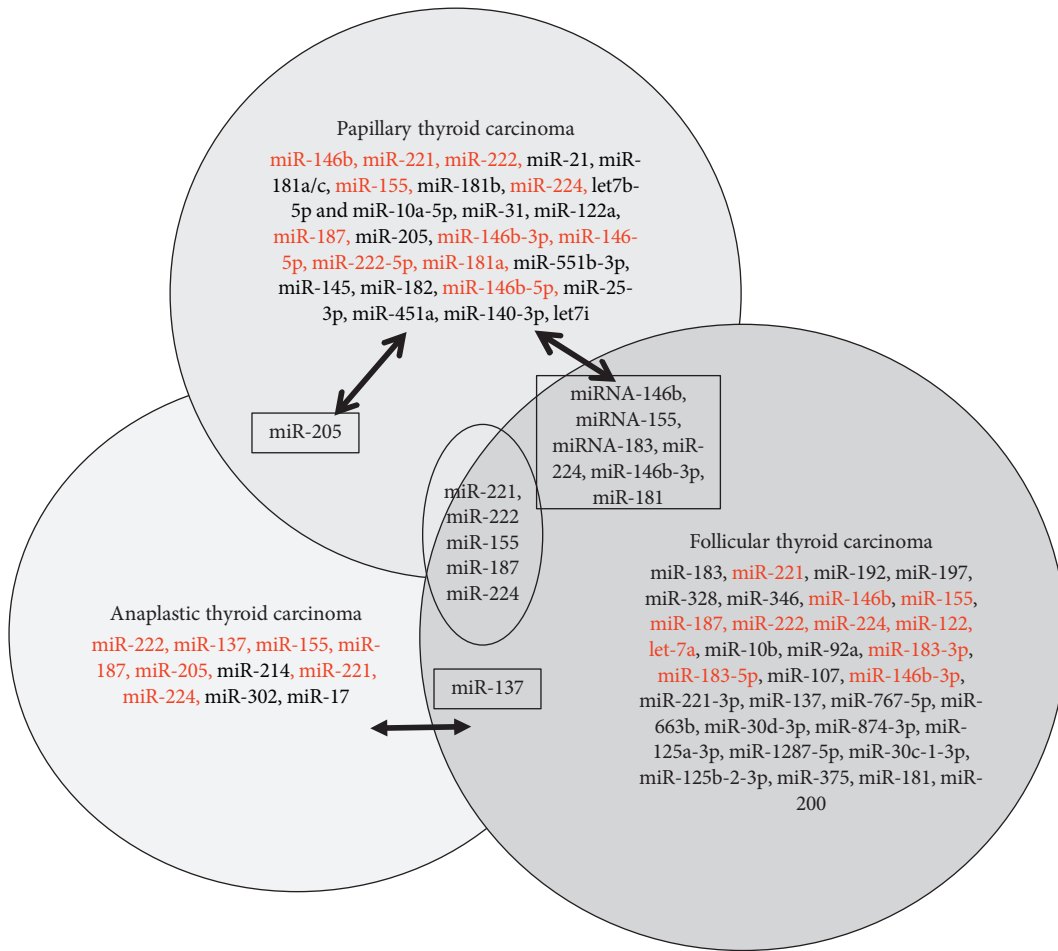 Papillary thyroid carcinoma
miR-146b, miR-221, miR-222, miR-21, miR-
181a/c, miR-155, miR-181b, miR-224, let7b-
5p and miR-10a-5p, miR-31, miR-122a,
miR-187, miR-205, miR-146b-3p, miR-146-
5p, miR-222-5p, miR-181a, miR-551b-3p,
miR-145, miR-182, miR-146b-5p, miR-25-
3p, miR-451a, miR-140-3p, let7i
miR-205
miRNA-146b,
miRNA-155,
miRNA-183, miR-
224, miR-146b-3p,
miR-181
miR-221,
miR-222
miR-155
miR-187
miR-224
Anaplastic thyroid carcinoma
miR-222, miR-137, miR-155, miR-
187, miR-205, miR-214, miR-221,
miR-224, miR-302, miR-17
miR-137
Follicular thyroid carcinoma
miR-183, miR-221, miR-192, miR-197,
miR-328, miR-346, miR-146b, miR-155,
miR-187, miR-222, miR-224, miR-122,
let-7a, miR-10b, miR-92a, miR-183-3p,
miR-183-5p, miR-107, miR-146b-3p,
miR-221-3p, miR-137, miR-767-5p, miR-
663b, miR-30d-3p, miR-874-3p, miR-
125a-3p, miR-1287-5p, miR-30c-1-3p,
miR-125b-2-3p, miR-375, miR-181, miR-
200